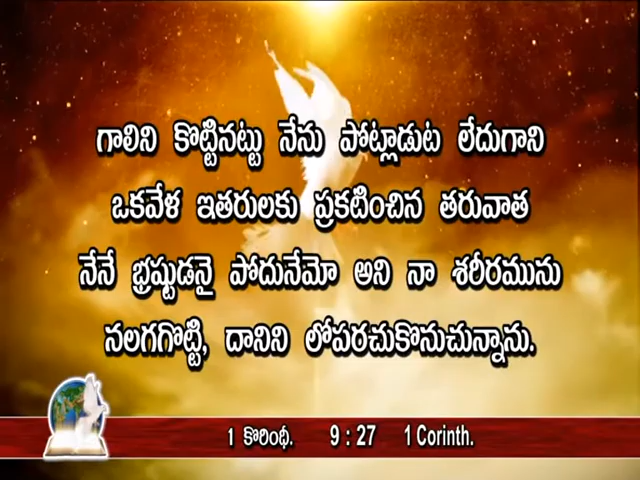 గాలిని కొట్టినట్టు నేను పోట్లాడుట లేదుగాని
ఒకవేళ ఇతరులకు ప్రకటించిన తరువాత
నేనే భ్రష్టుడనై పోదునేమో అని నా శరీరమును
నలగగొట్టి, దానిని లోపరచుకొనుచున్నాను.
1 కొరింథీ. 9 : 27 1 Corinth.